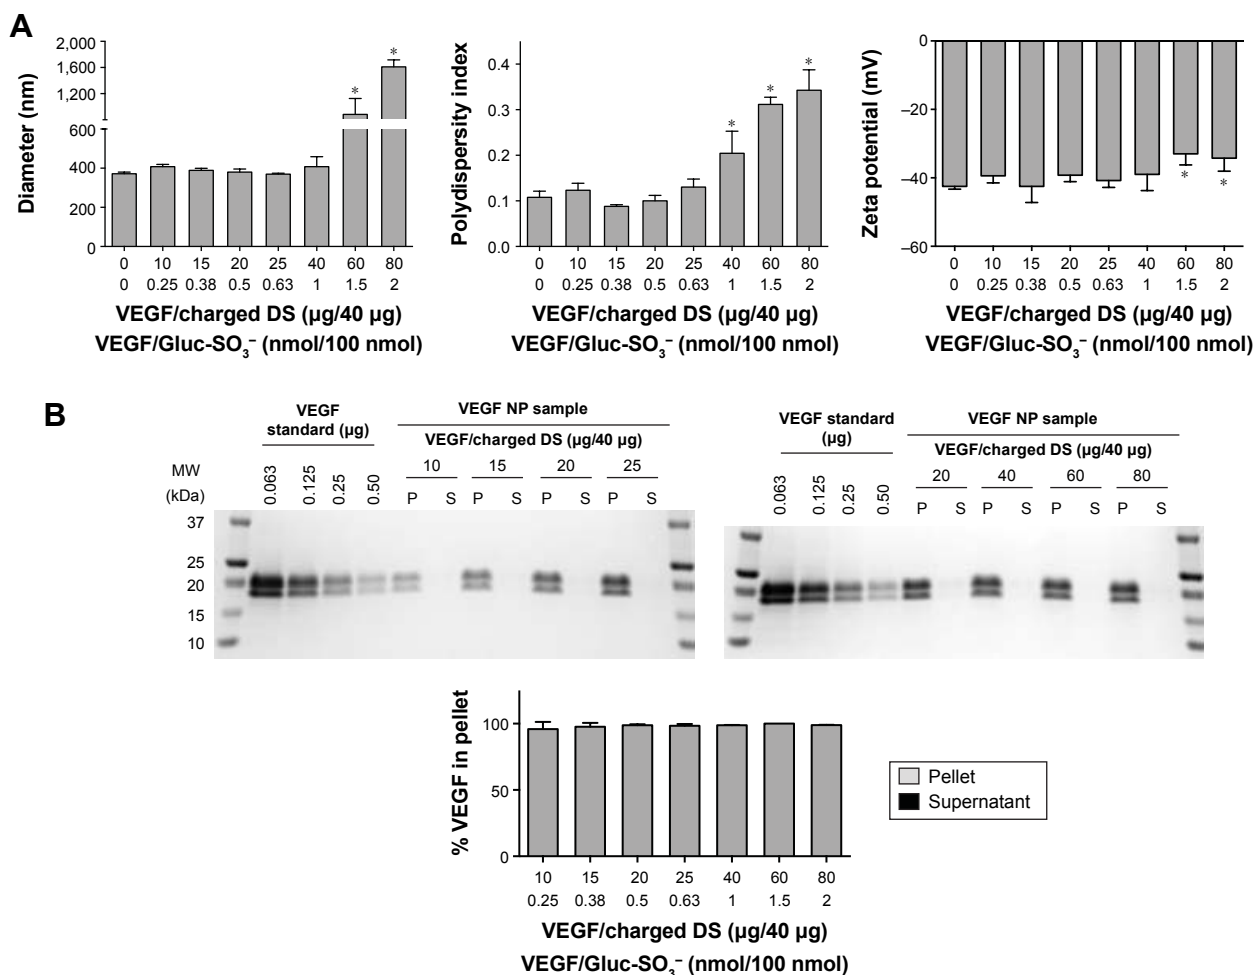 A
Diameter (nm)
2,000
1,600
1,200
600
400
200
0
* *
0 10 15 20 25 40 60 80
0 0.25 0.38 0.5 0.63 1 1.5 2
VEGF/charged DS (µg/40 µg)
VEGF/Gluc-SO₃⁻ (nmol/100 nmol)
Polydispersity index
0.4
0.3
0.2
0.1
0.0
* * *
0 10 15 20 25 40 60 80
0 0.25 0.38 0.5 0.63 1 1.5 2
VEGF/charged DS (µg/40 µg)
VEGF/Gluc-SO₃⁻ (nmol/100 nmol)
Zeta potential (mV)
0
−20
−40
−60
* *
0 10 15 20 25 40 60 80
0 0.25 0.38 0.5 0.63 1 1.5 2
VEGF/charged DS (µg/40 µg)
VEGF/Gluc-SO₃⁻ (nmol/100 nmol)
B
VEGF
standard (µg)
VEGF NP sample
VEGF/charged DS (µg/40 µg)
MW
(kDa)
0.063 0.125 0.25 0.50
10 15 20 25
P S P S P S P S
37
25
20
15
10
VEGF standard
(µg)
VEGF NP sample
VEGF/charged DS (µg/40 µg)
0.063 0.125 0.25 0.50
20 40 60 80
P S P S P S P S
% VEGF in pellet
100
50
0
10 15 20 25 40 60 80
0.25 0.38 0.5 0.63 1 1.5 2
VEGF/charged DS (µg/40 µg)
VEGF/Gluc-SO₃⁻ (nmol/100 nmol)
Pellet
Supernatant